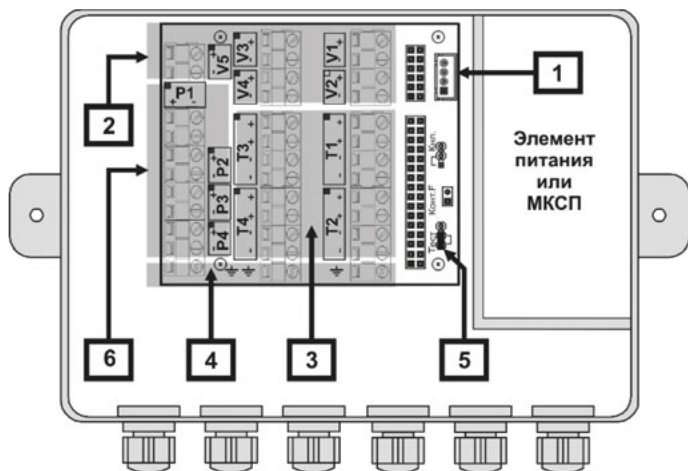 V5
V3
V4
V1
V2
P1
P2
P3
P4
T3
T4
T1
T2
Кнп.
Конт.F
Тест
Элемент
питания
или
МКСП
1
2
6
4
3
5